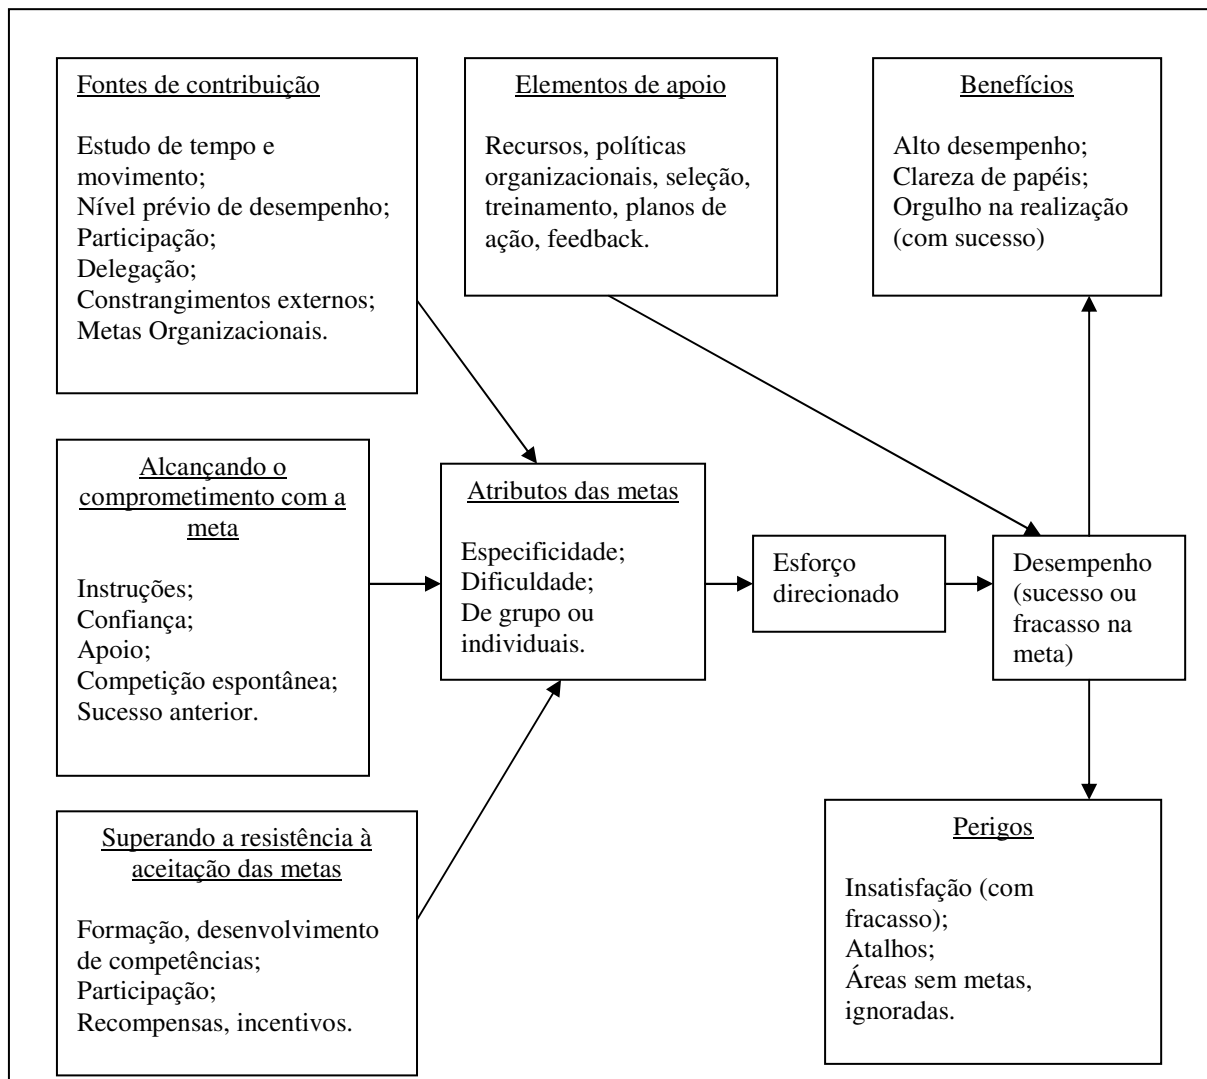 Fontes de contribuição
Estudo de tempo e
movimento;
Nível prévio de desempenho;
Participação;
Delegação;
Constrangimentos externos;
Metas Organizacionais.
Elementos de apoio
Recursos, políticas
organizacionais, seleção,
treinamento, planos de
ação, feedback.
Benefícios
Alto desempenho;
Clareza de papéis;
Orgulho na realização
(com sucesso)
Alcançando o
comprometimento com a
meta
Instruções;
Confiança;
Apoio;
Competição espontânea;
Sucesso anterior.
Atributos das metas
Especificidade;
Dificuldade;
De grupo ou
individuais.
Esforço
direcionado
Desempenho
(sucesso ou
fracasso na
meta)
Superando a resistência à
aceitação das metas
Formação, desenvolvimento
de competências;
Participação;
Recompensas, incentivos.
Perigos
Insatisfação (com
fracasso);
Atalhos;
Áreas sem metas,
ignoradas.